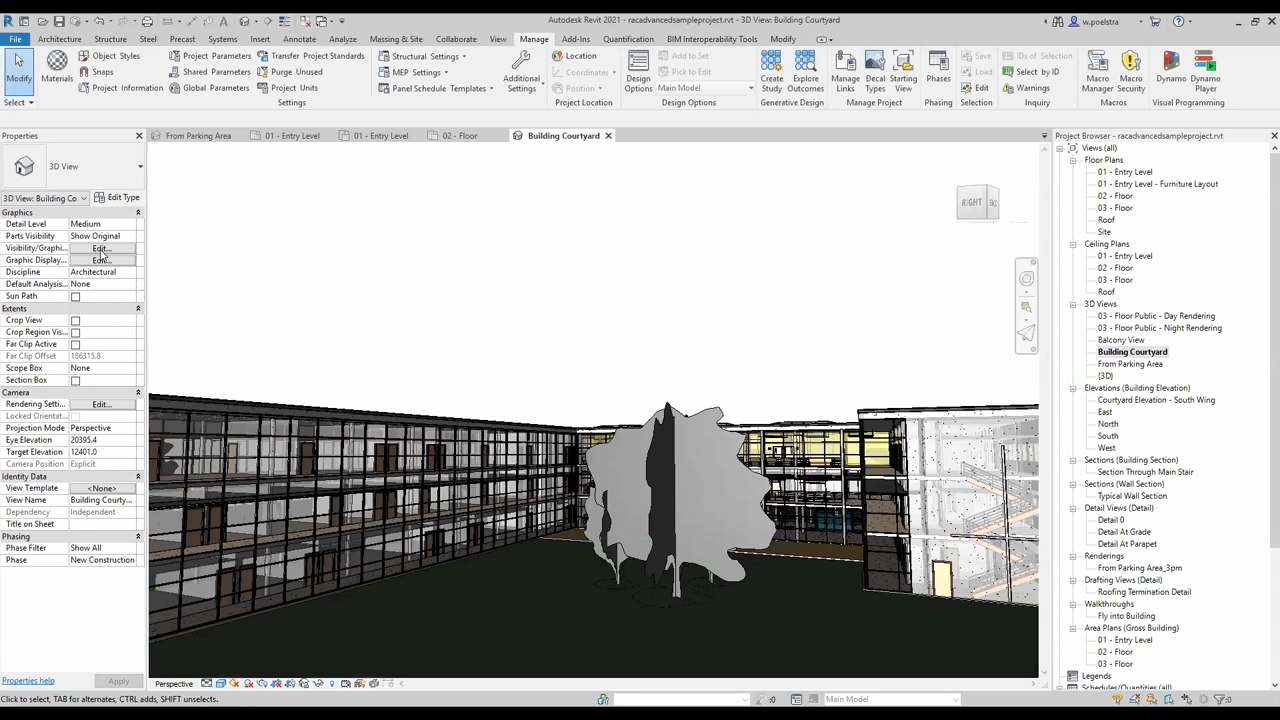 Autodesk Revit 2021 - racadvancedsampleproject.rvt - 3D View: Building Courtyard
w.poelstra
File Architecture Structure Steel Precast Systems Insert Annotate Analyze Massing & Site Collaborate View Manage Add-Ins Quantification BIM Interoperability Tools Modify
Modify
Select
Materials
Object Styles
Snaps
Project Information
Project Parameters
Shared Parameters
Global Parameters
Transfer Project Standards
Purge Unused
Project Units
Settings
Structural Settings
MEP Settings
Panel Schedule Templates
Additional Settings
Location
Coordinates
Position
Project Location
Design Options
Add to Set
Pick to Edit
Main Model
Design Options
Create Study
Explore Outcomes
Generative Design
Manage Links
Decal Types
Starting View
Manage Project
Phases
Phasing
Save
Load
Edit
Selection
IDs of Selection
Select by ID
Warnings
Inquiry
Macro Manager
Macro Security
Macros
Dynamo
Dynamo Player
Visual Programming
Properties
From Parking Area
01 - Entry Level
01 - Entry Level
02 - Floor
Building Courtyard
3D View
3D View: Building Co
Edit Type
Graphics
Detail Level Medium
Parts Visibility Show Original
Visibility/Graphi... Edit...
Graphic Display... Edit...
Discipline Architectural
Default Analysis... None
Sun Path
Extents
Crop View
Crop Region Vis...
Far Clip Active
Far Clip Offset 186315.8
Scope Box None
Section Box
Camera
Rendering Setti... Edit...
Locked Orientat...
Projection Mode Perspective
Eye Elevation 20395.4
Target Elevation 12401.0
Camera Position Explicit
Identity Data
View Template <None>
View Name Building Courty...
Dependency Independent
Title on Sheet
Phasing
Phase Filter Show All
Phase New Construction
Properties help
Apply
RIGHT
Perspective
Project Browser - racadvancedsampleproject.rvt
Views (all)
Floor Plans
01 - Entry Level
01 - Entry Level - Furniture Layout
02 - Floor
03 - Floor
Roof
Site
Ceiling Plans
01 - Entry Level
02 - Floor
03 - Floor
Roof
3D Views
03 - Floor Public - Day Rendering
03 - Floor Public - Night Rendering
Balcony View
Building Courtyard
From Parking Area
{3D}
Elevations (Building Elevation)
Courtyard Elevation - South Wing
East
North
South
West
Sections (Building Section)
Section Through Main Stair
Sections (Wall Section)
Typical Wall Section
Detail Views (Detail)
Detail 0
Detail At Grade
Detail At Parapet
Renderings
From Parking Area_3pm
Drafting Views (Detail)
Roofing Termination Detail
Walkthroughs
Fly into Building
Area Plans (Gross Building)
01 - Entry Level
02 - Floor
03 - Floor
Legends
Schedules/Quantities (all)
Click to select, TAB for alternates, CTRL adds, SHIFT unselects.
:0
Main Model
:0